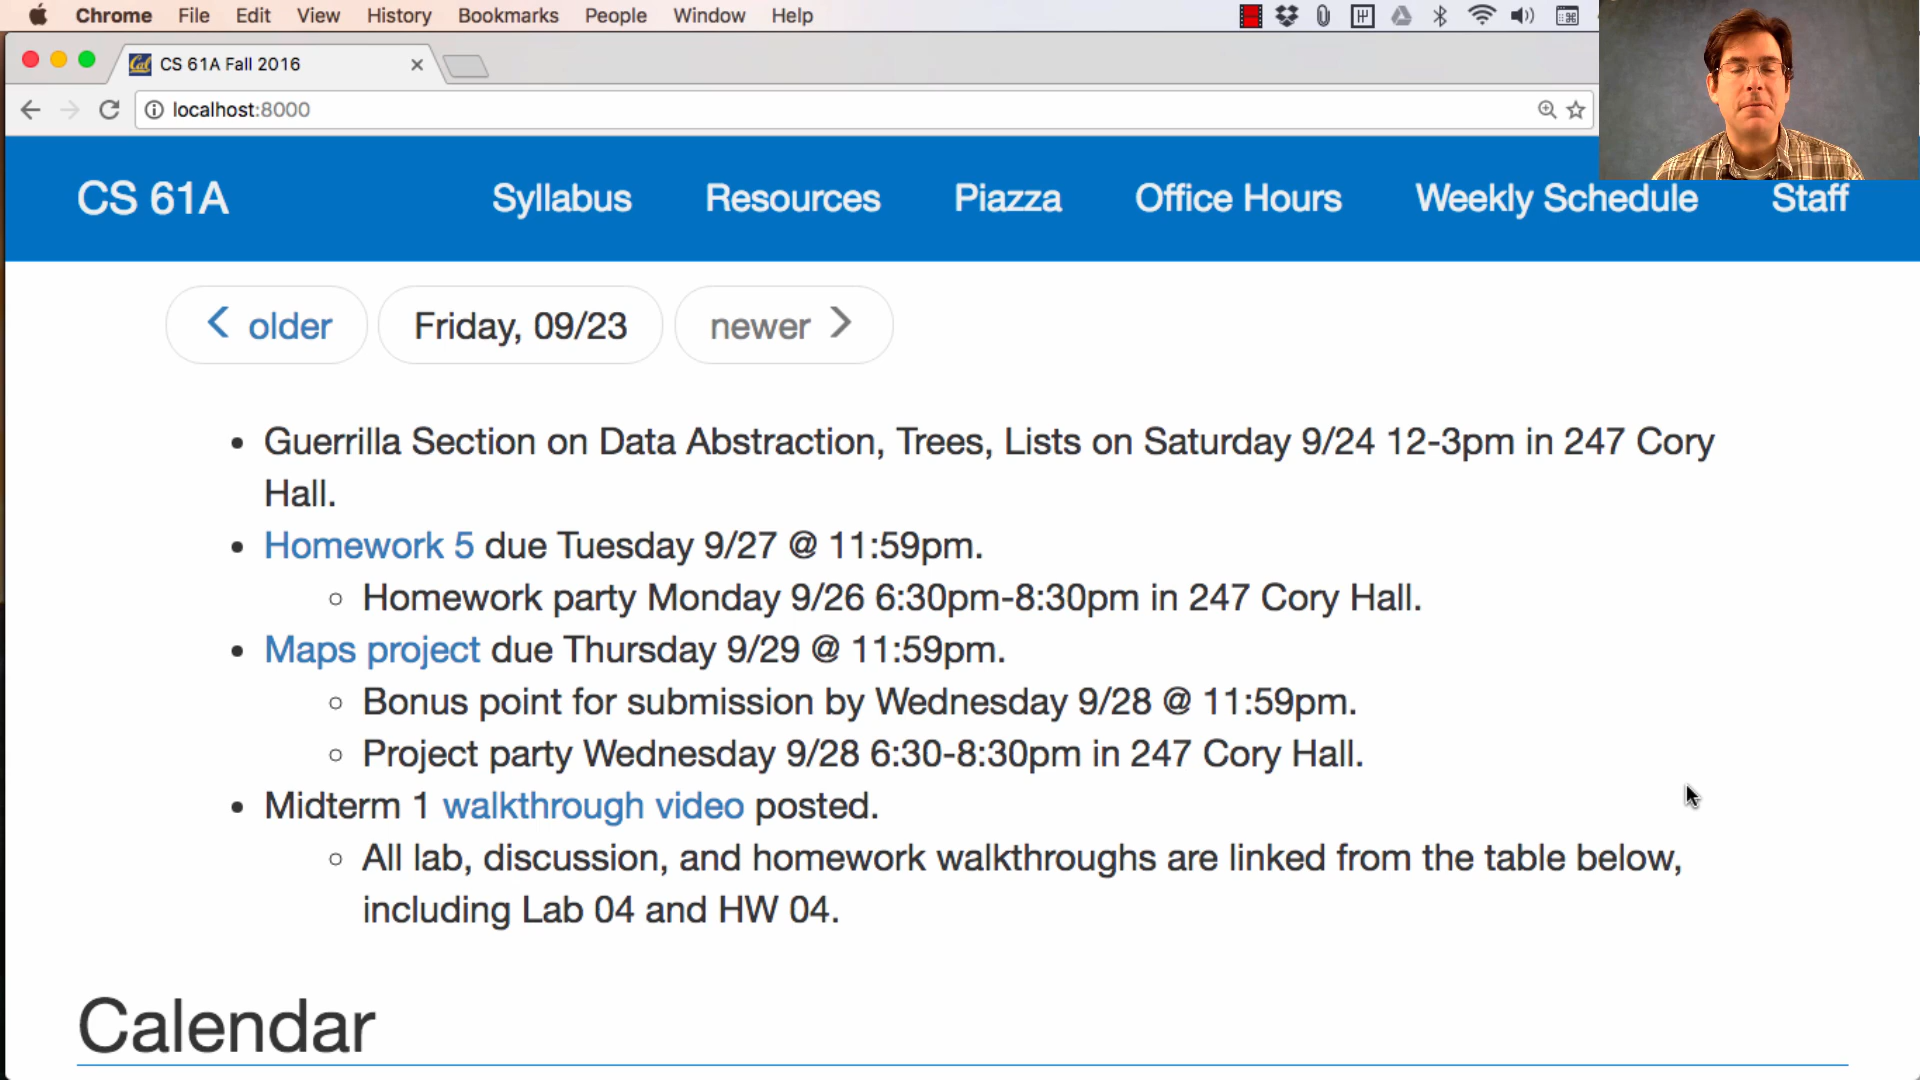 Chrome File Edit View History Bookmarks People Window Help
CS 61A Fall 2016
localhost:8000
CS 61A Syllabus Resources Piazza Office Hours Weekly Schedule Staff
older Friday, 09/23 newer
Guerrilla Section on Data Abstraction, Trees, Lists on Saturday 9/24 12-3pm in 247 Cory
Hall.
Homework 5 due Tuesday 9/27 @ 11:59pm.
Homework party Monday 9/26 6:30pm-8:30pm in 247 Cory Hall.
Maps project due Thursday 9/29 @ 11:59pm.
Bonus point for submission by Wednesday 9/28 @ 11:59pm.
Project party Wednesday 9/28 6:30-8:30pm in 247 Cory Hall.
Midterm 1 walkthrough video posted.
All lab, discussion, and homework walkthroughs are linked from the table below,
including Lab 04 and HW 04.
Calendar